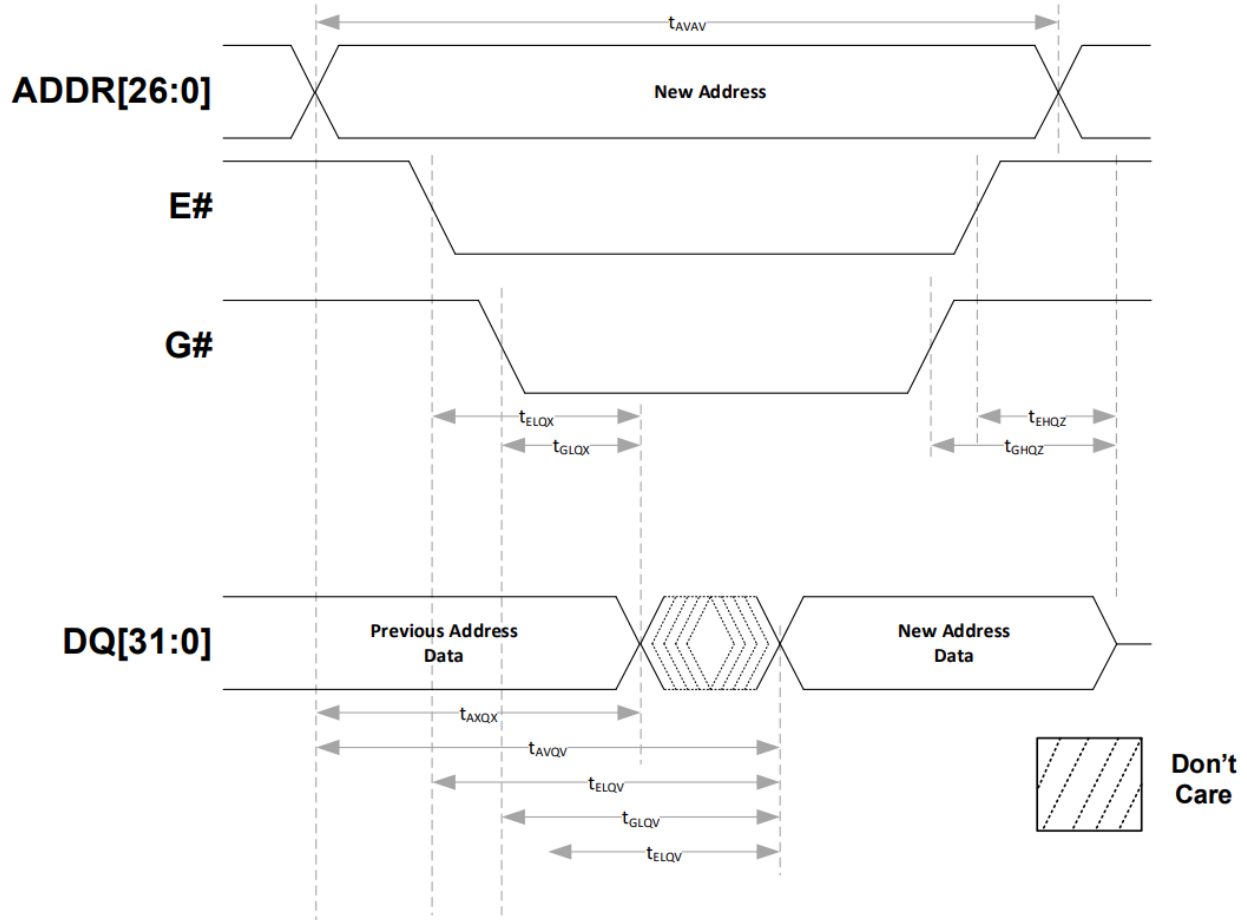 tAVAV
ADDR[26:0]
New Address
E#
G#
tELQX
tEHQZ
tGLQX
tGHQZ
DQ[31:0]
Previous Address
Data
New Address
Data
tAXQX
tAVQV
tELQV
tGLQV
tELQV
Don't
Care